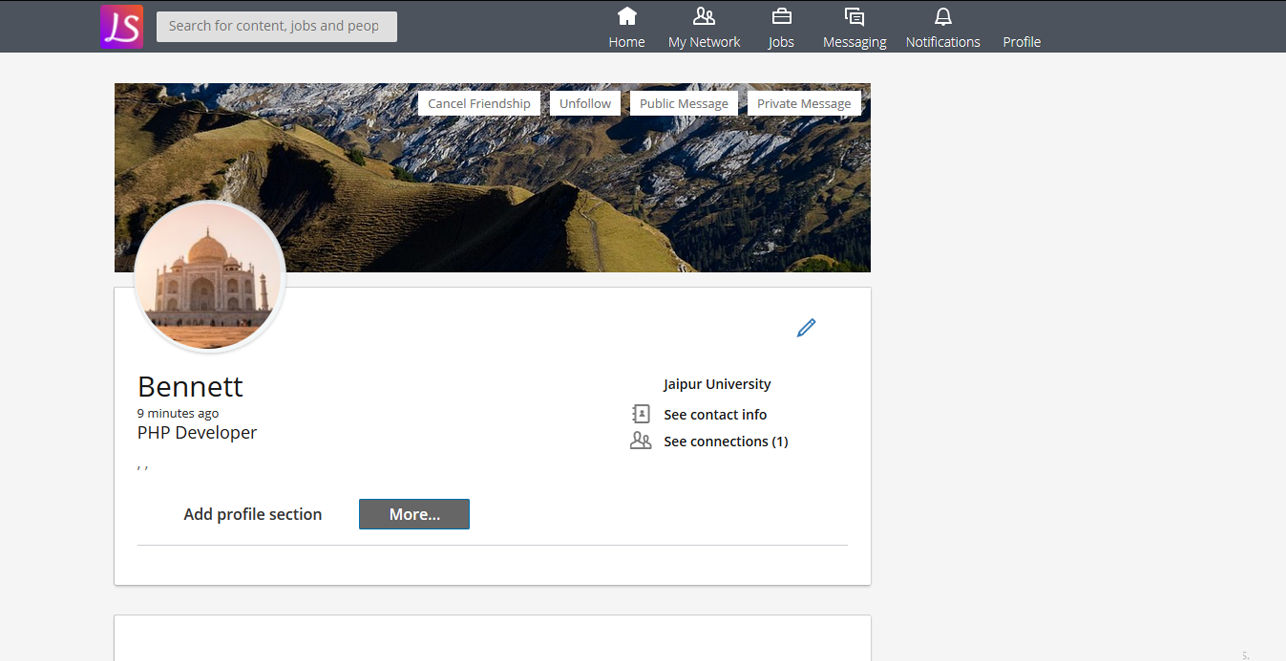 LS
Search for content, jobs and peop
Home
My Network
Jobs
Messaging
Notifications
Profile
Cancel Friendship
Unfollow
Public Message
Private Message
Bennett
9 minutes ago
PHP Developer
, ,
Jaipur University
See contact info
See connections (1)
Add profile section
More...
s.